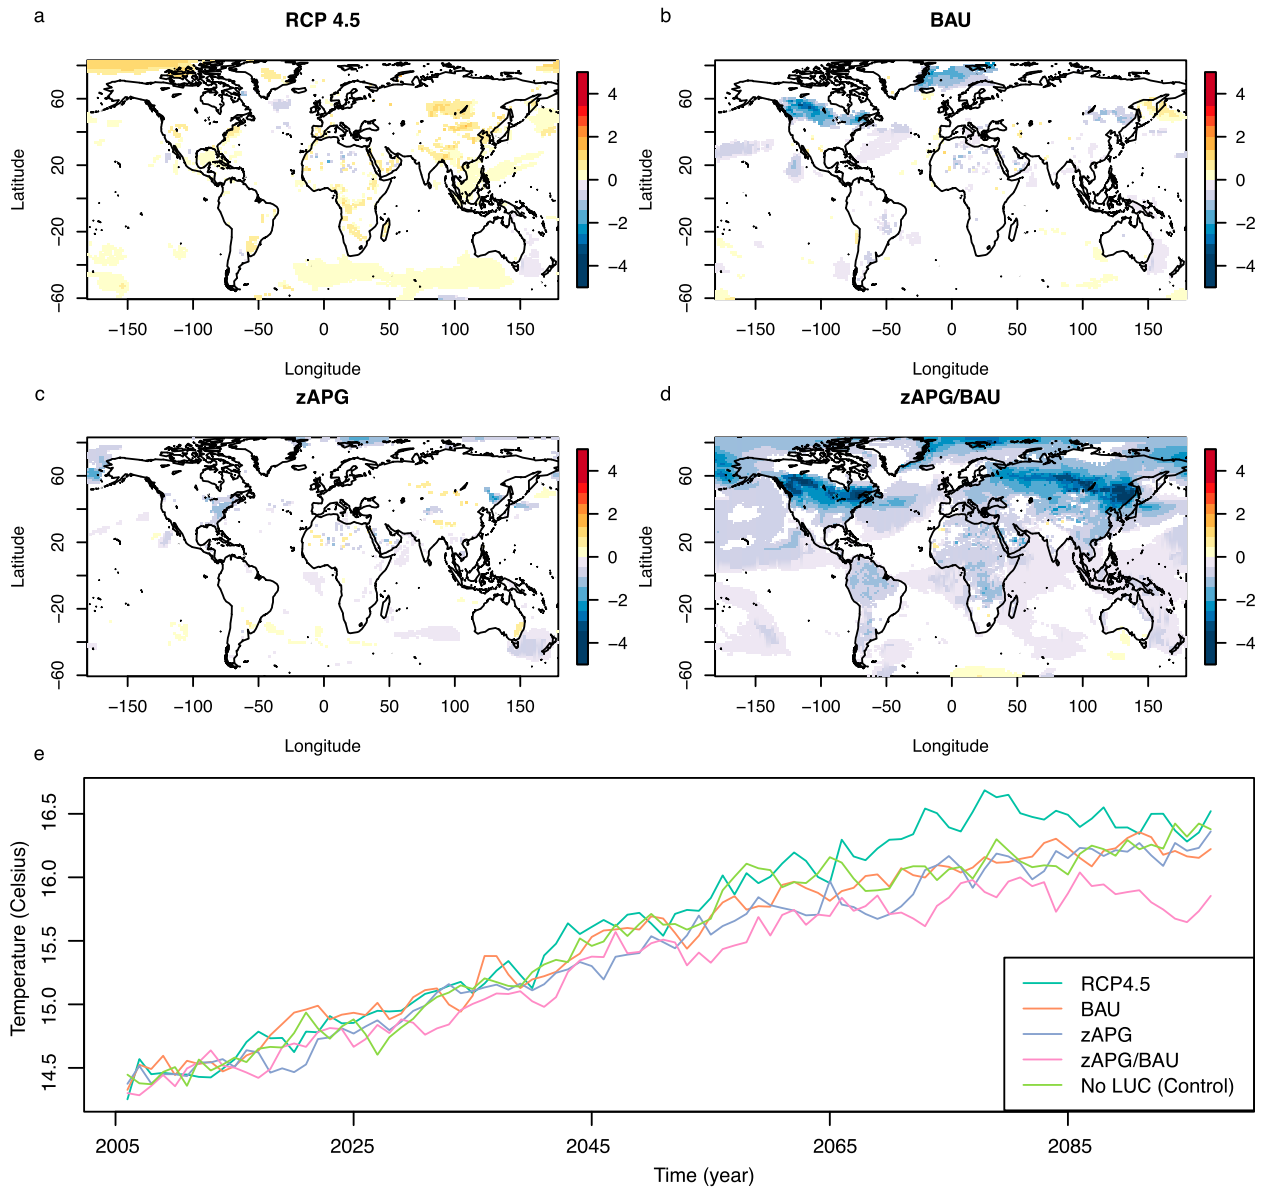 a
RCP 4.5
60
20
−20
−60
Latitude
−150 −100 −50 0 50 100 150
Longitude
4
2
0
−2
−4
b
BAU
60
20
−20
−60
Latitude
−150 −100 −50 0 50 100 150
Longitude
4
2
0
−2
−4
c
zAPG
60
20
−20
−60
Latitude
−150 −100 −50 0 50 100 150
Longitude
4
2
0
−2
−4
d
zAPG/BAU
60
20
−20
−60
Latitude
−150 −100 −50 0 50 100 150
Longitude
4
2
0
−2
−4
e
Temperature (Celsius)
16.5
16.0
15.5
15.0
14.5
RCP4.5
BAU
zAPG
zAPG/BAU
No LUC (Control)
2005 2025 2045 2065 2085
Time (year)